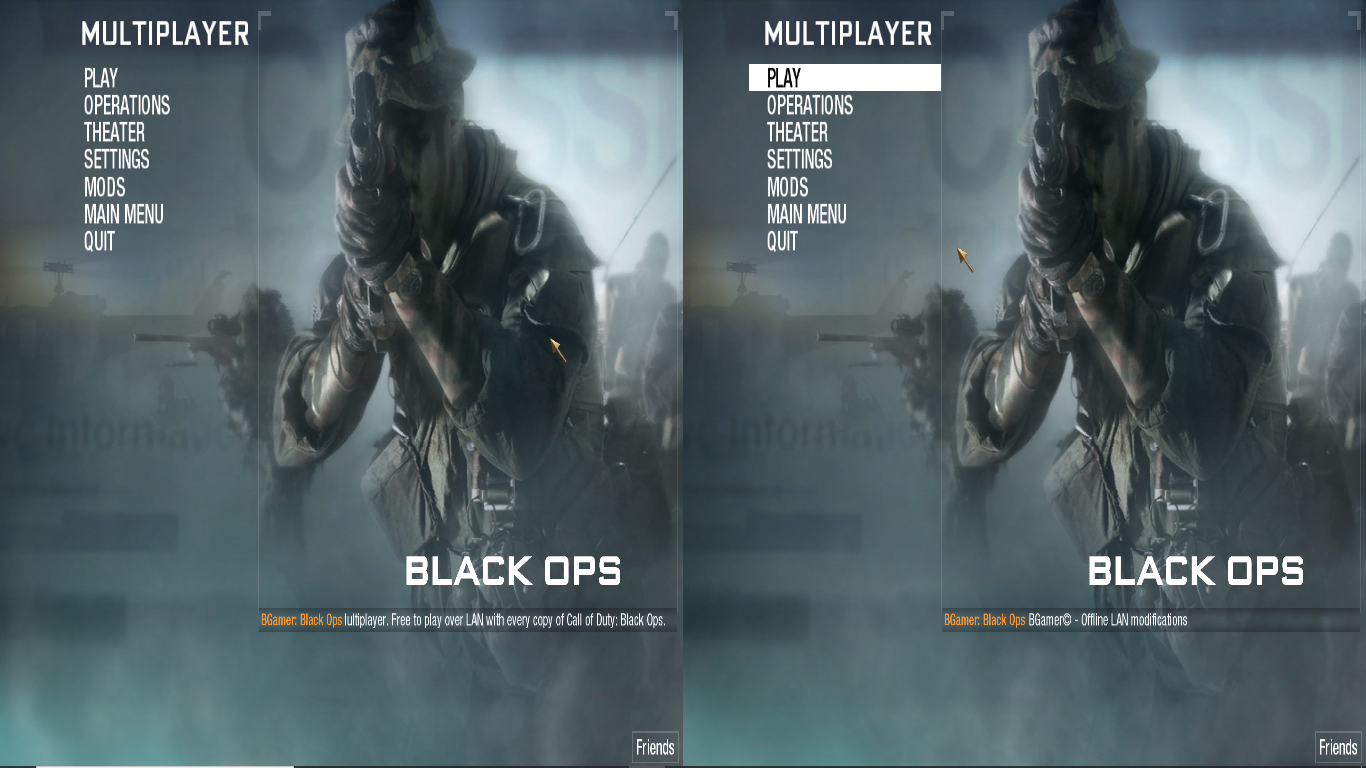 MULTIPLAYER
PLAY
OPERATIONS
THEATER
SETTINGS
MODS
MAIN MENU
QUIT
BLACK OPS
BGamer: Black Ops lultiplayer. Free to play over LAN with every copy of Call of Duty: Black Ops.
Friends
MULTIPLAYER
PLAY
OPERATIONS
THEATER
SETTINGS
MODS
MAIN MENU
QUIT
BLACK OPS
BGamer: Black Ops BGamer© - Offline LAN modifications
Friends